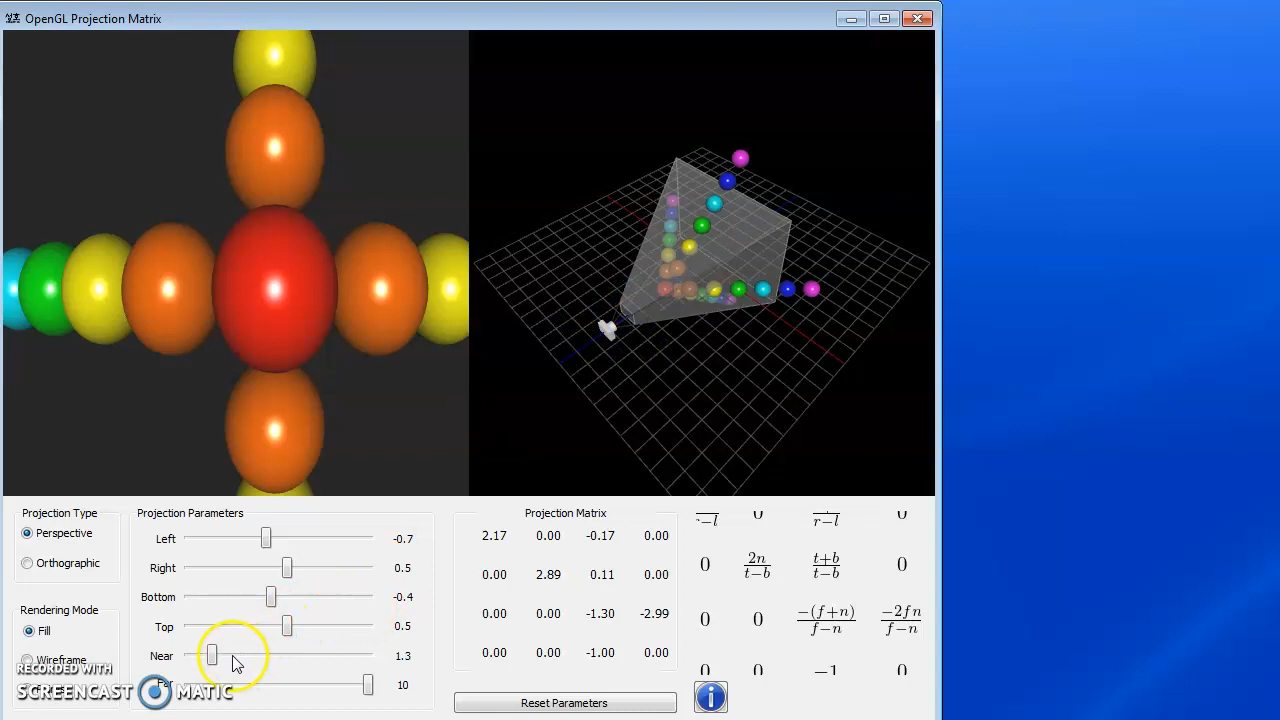 OpenGL Projection Matrix
Projection Type
Perspective
Orthographic
Rendering Mode
Fill
Wireframe
RECORDED WITH
SCREENCAST MATIC
Projection Parameters
Left -0.7
Right 0.5
Bottom -0.4
Top 0.5
Near 1.3
Far 10
Projection Matrix
2.17 0.00 -0.17 0.00
0.00 2.89 0.11 0.00
0.00 0.00 -1.30 -2.99
0.00 0.00 -1.00 0.00
Reset Parameters
r−l 0 r−l 0
0 2n/t−b t+b/t−b 0
0 0 −(f+n)/f−n −2fn/f−n
0 0 −1 0